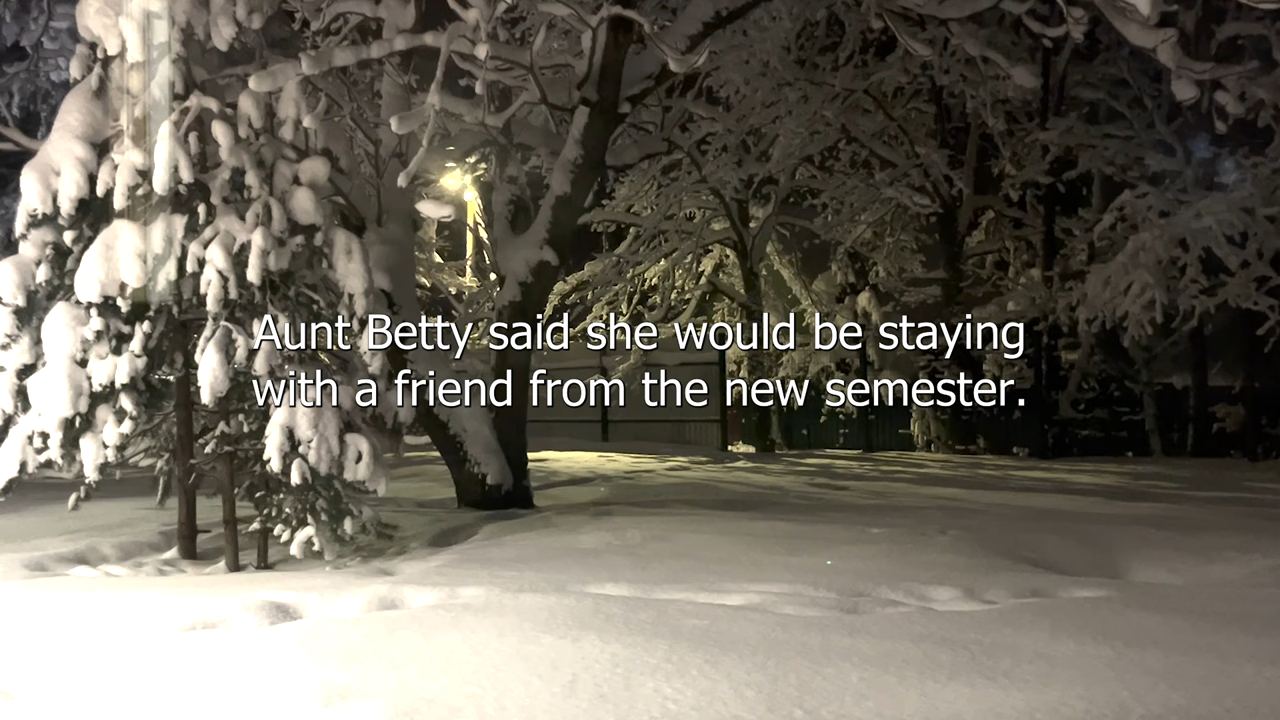 Aunt Betty said she would be staying
with a friend from the new semester.